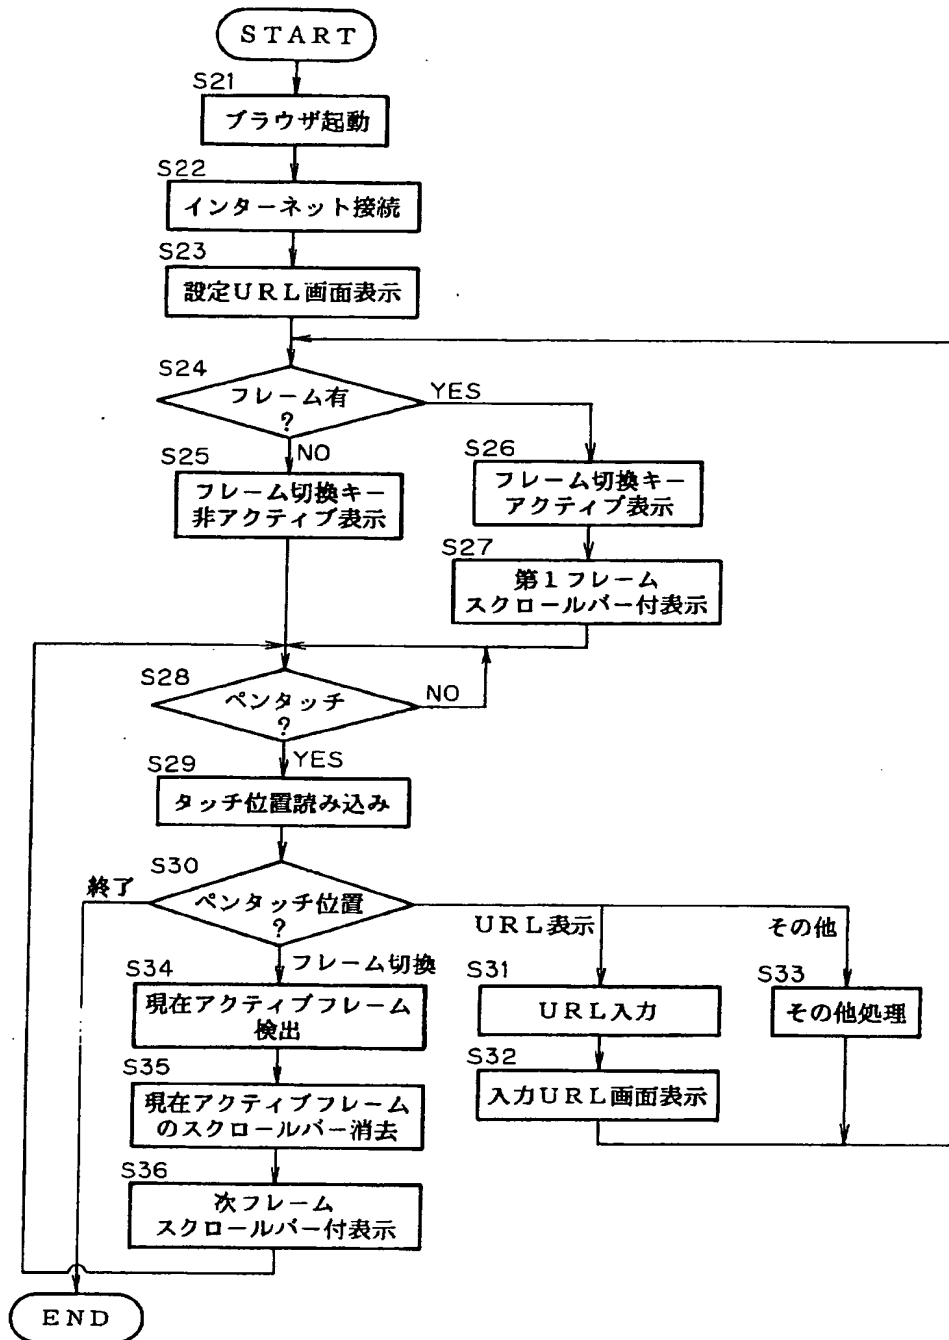 START
S21
ブラウザ起動
S22
インターネット接続
S23
設定URL画面表示
S24
フレーム有
?
YES
NO
S25
フレーム切換キー
非アクティブ表示
S26
フレーム切換キー
アクティブ表示
S27
第1フレーム
スクロールバー付表示
S28
ペンタッチ
?
NO
YES
S29
タッチ位置読み込み
S30
ペンタッチ位置
?
終了
URL表示
その他
フレーム切換
S34
現在アクティブフレーム
検出
S31
URL入力
S33
その他処理
S32
入力URL画面表示
S35
現在アクティブフレーム
のスクロールバー消去
S36
次フレーム
スクロールバー付表示
END